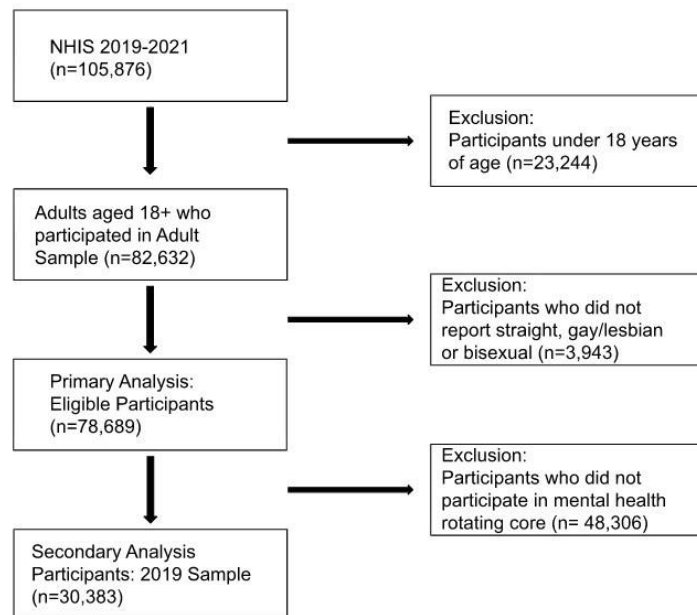 NHIS 2019-2021
(n=105,876)
Exclusion:
Participants under 18 years
of age (n=23,244)
Adults aged 18+ who
participated in Adult
Sample (n=82,632)
Exclusion:
Participants who did not
report straight, gay/lesbian
or bisexual (n=3,943)
Primary Analysis:
Eligible Participants
(n=78,689)
Exclusion:
Participants who did not
participate in mental health
rotating core (n= 48,306)
Secondary Analysis
Participants: 2019 Sample
(n=30,383)